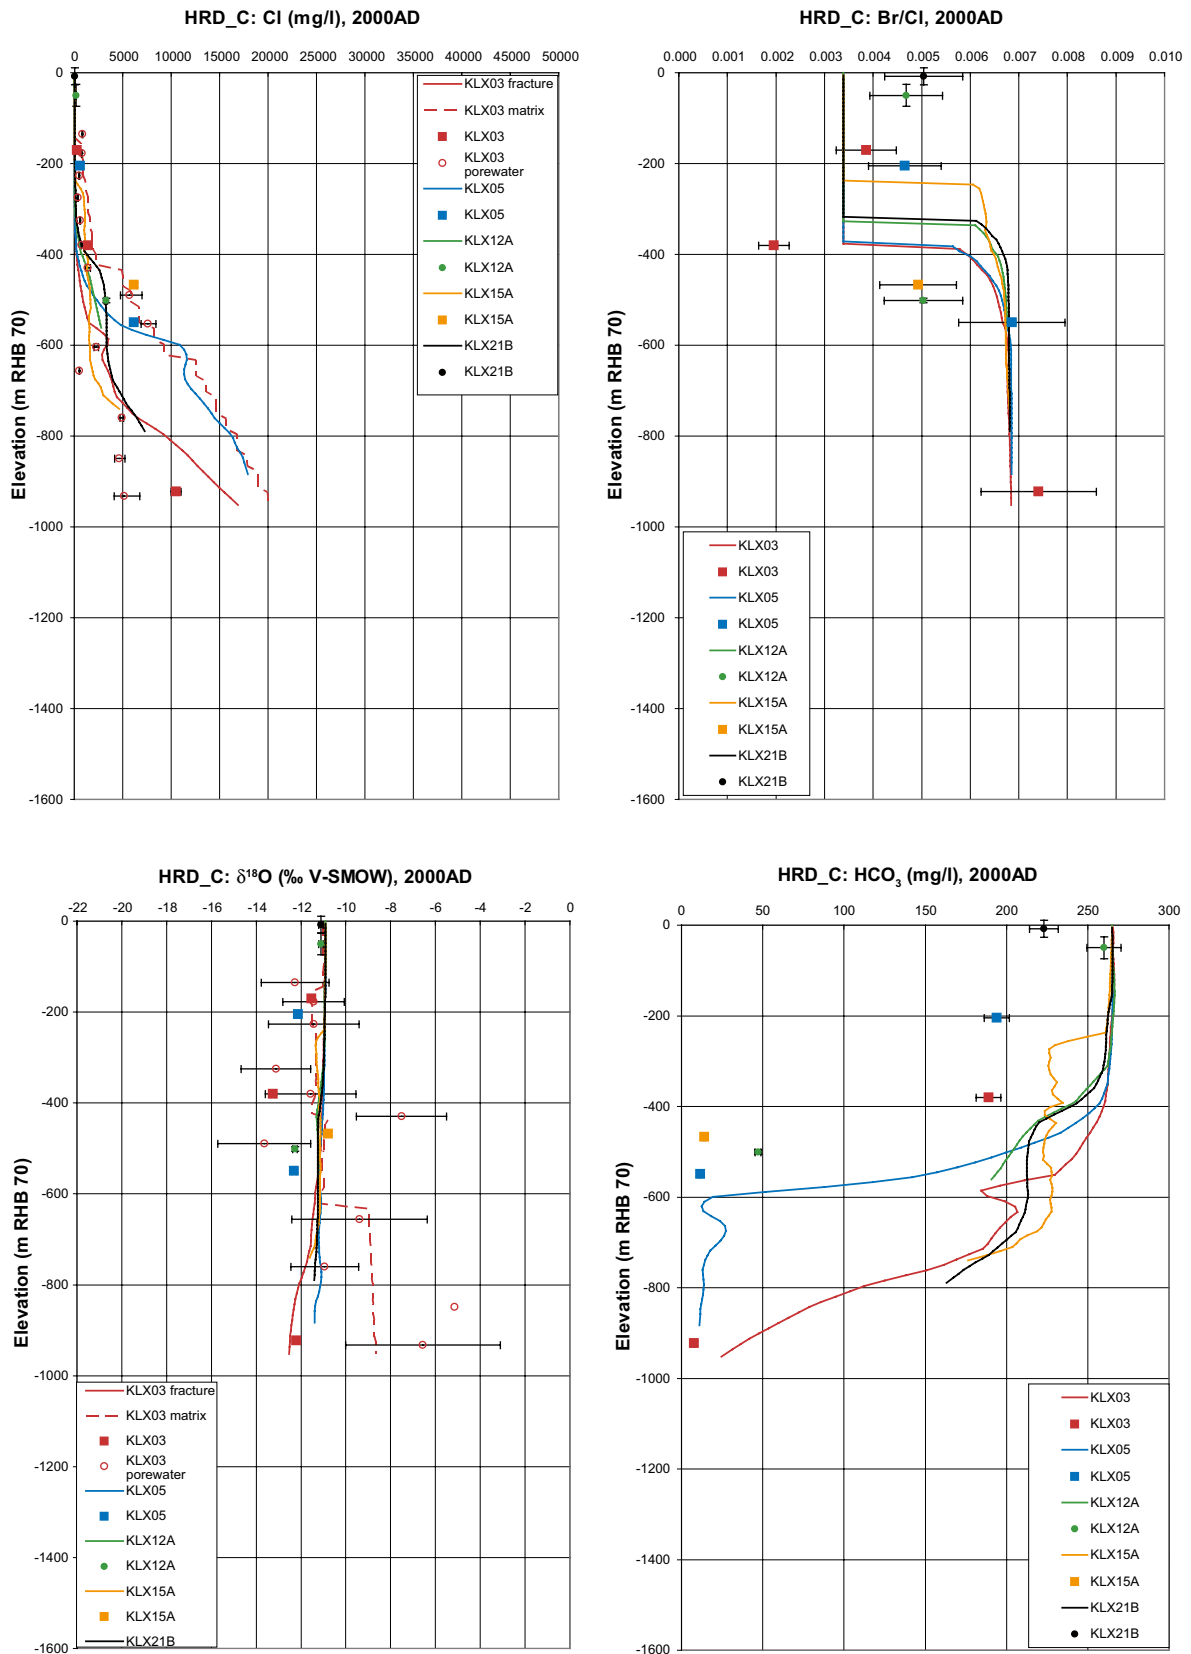 HRD_C: Cl (mg/l), 2000AD
0 5000 10000 15000 20000 25000 30000 35000 40000 45000 50000
0
-200
-400
-600
-800
-1000
-1200
-1400
-1600
Elevation (m RHB 70)
KLX03 fracture
KLX03 matrix
KLX03
KLX03
porewater
KLX05
KLX05
KLX12A
KLX12A
KLX15A
KLX15A
KLX21B
KLX21B
HRD_C: Br/Cl, 2000AD
0.000 0.001 0.002 0.003 0.004 0.005 0.006 0.007 0.008 0.009 0.010
0
-200
-400
-600
-800
-1000
-1200
-1400
-1600
Elevation (m RHB 70)
KLX03
KLX03
KLX05
KLX05
KLX12A
KLX12A
KLX15A
KLX15A
KLX21B
KLX21B
HRD_C: δ¹⁸O (‰ V-SMOW), 2000AD
-22 -20 -18 -16 -14 -12 -10 -8 -6 -4 -2 0
0
-200
-400
-600
-800
-1000
-1200
-1400
-1600
Elevation (m RHB 70)
KLX03 fracture
KLX03 matrix
KLX03
KLX03
porewater
KLX05
KLX05
KLX12A
KLX12A
KLX15A
KLX15A
KLX21B
HRD_C: HCO₃ (mg/l), 2000AD
0 50 100 150 200 250 300
0
-200
-400
-600
-800
-1000
-1200
-1400
-1600
Elevation (m RHB 70)
KLX03
KLX03
KLX05
KLX05
KLX12A
KLX12A
KLX15A
KLX15A
KLX21B
KLX21B